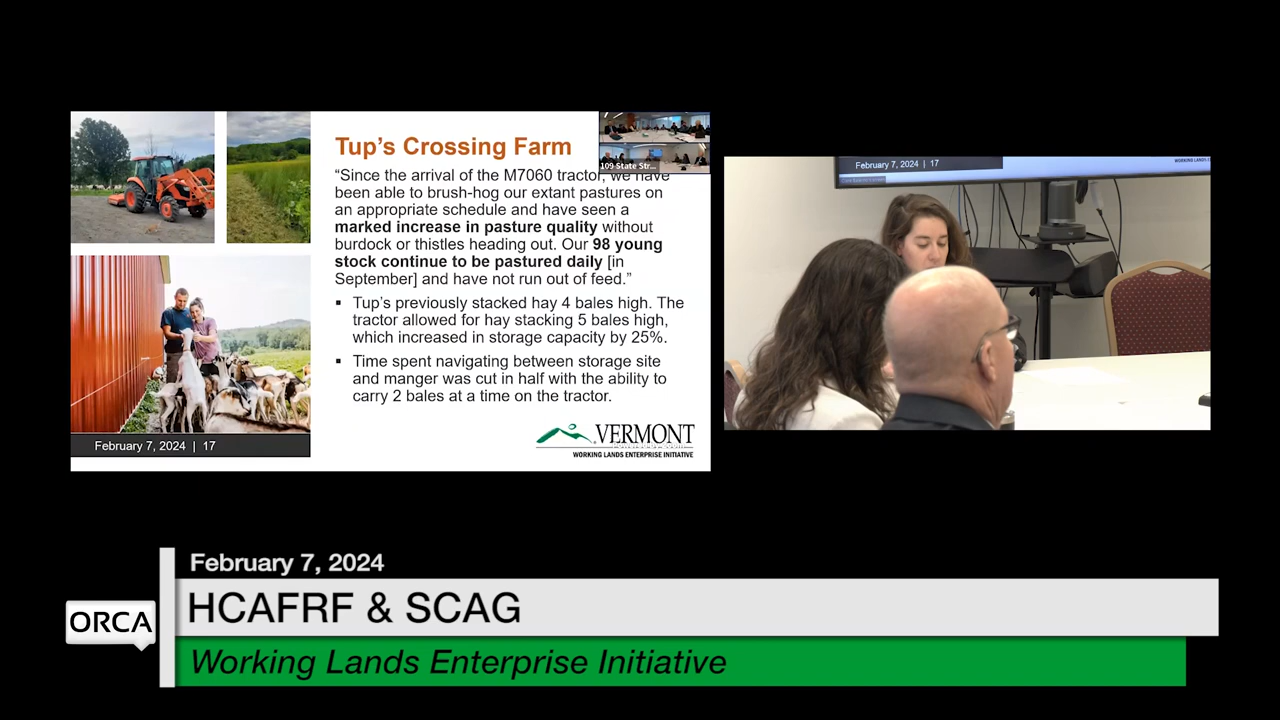 Tup's Crossing Farm
109 State Str...
"Since the arrival of the M7060 tractor, we have
been able to brush-hog our extant pastures on
an appropriate schedule and have seen a
marked increase in pasture quality without
burdock or thistles heading out. Our 98 young
stock continue to be pastured daily [in
September] and have not run out of feed."
▪ Tup's previously stacked hay 4 bales high. The
tractor allowed for hay stacking 5 bales high,
which increased in storage capacity by 25%.
▪ Time spent navigating between storage site
and manger was cut in half with the ability to
carry 2 bales at a time on the tractor.
February 7, 2024 | 17
VERMONT
WORKING LANDS ENTERPRISE INITIATIVE
February 7, 2024 | 17
WORKING LANDS
February 7, 2024
ORCA
HCAFRF & SCAG
Working Lands Enterprise Initiative